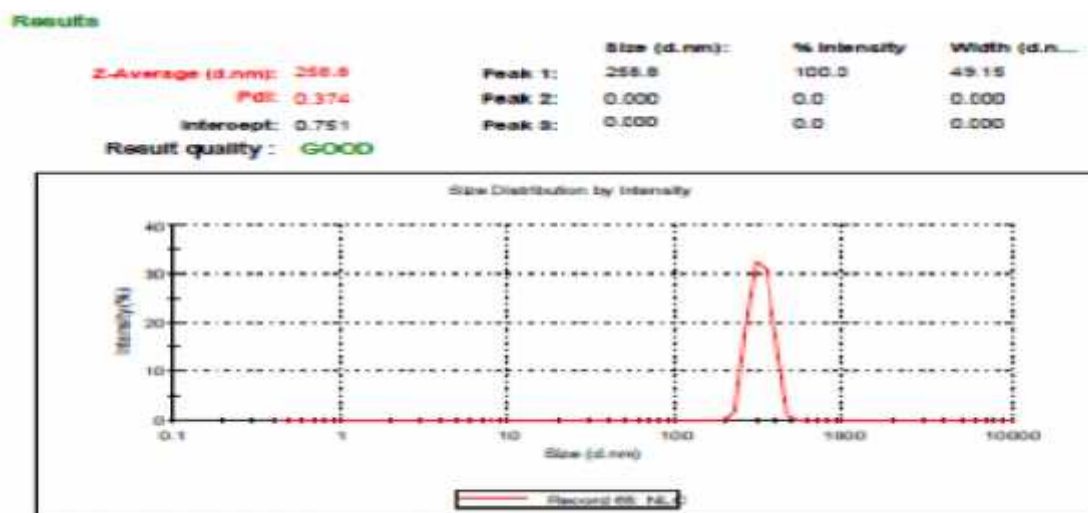 Results
Size (d.nm): % Intensity Width (d.n...
Z-Average (d.nm): 258.8 Peak 1: 258.8 100.0 49.15
PdI: 0.374 Peak 2: 0.000 0.0 0.000
Intercept: 0.751 Peak 3: 0.000 0.0 0.000
Result quality : GOOD
Size Distribution by Intensity
40
30
20
10
0
Intensity(%)
0.1 1 10 100 1000 10000
Size (d.nm)
Record 66: NLC